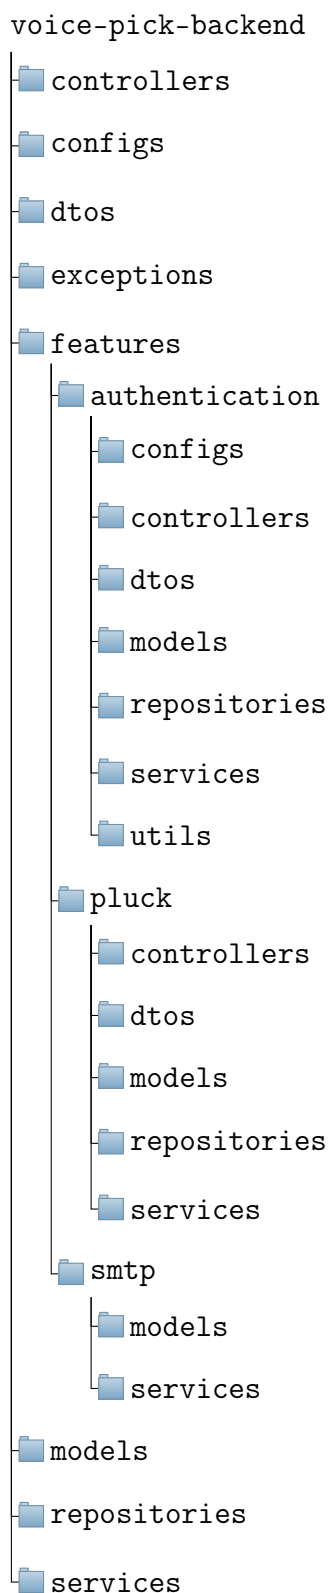 voice-pick-backend
controllers
configs
dtos
exceptions
features
authentication
configs
controllers
dtos
models
repositories
services
utils
pluck
controllers
dtos
models
repositories
services
smtp
models
services
models
repositories
services